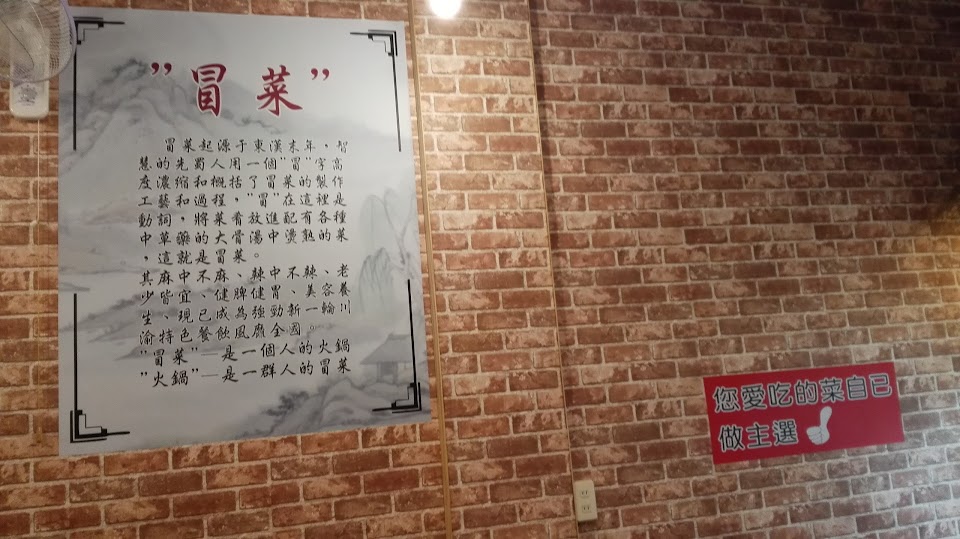 "冒菜"
冒菜起源于東漢末年，智
慧的先蜀人用一個"冒"字高
度濃缩和概括了冒菜的製作
工藝和過程，"冒"在這裡是
動詞，將菜肴放進配有各種
中草藥的大骨湯中燙熟的菜
，這就是冒菜。
其麻中不麻、辣中不辣、老
少皆宜、健脾健胃、美容養
生、現已成為強勁新一輪川
渝特色餐飲風靡全國。
"冒菜"—是一個人的火鍋
"火鍋"—是一群人的冒菜
您愛吃的菜自己
做主選